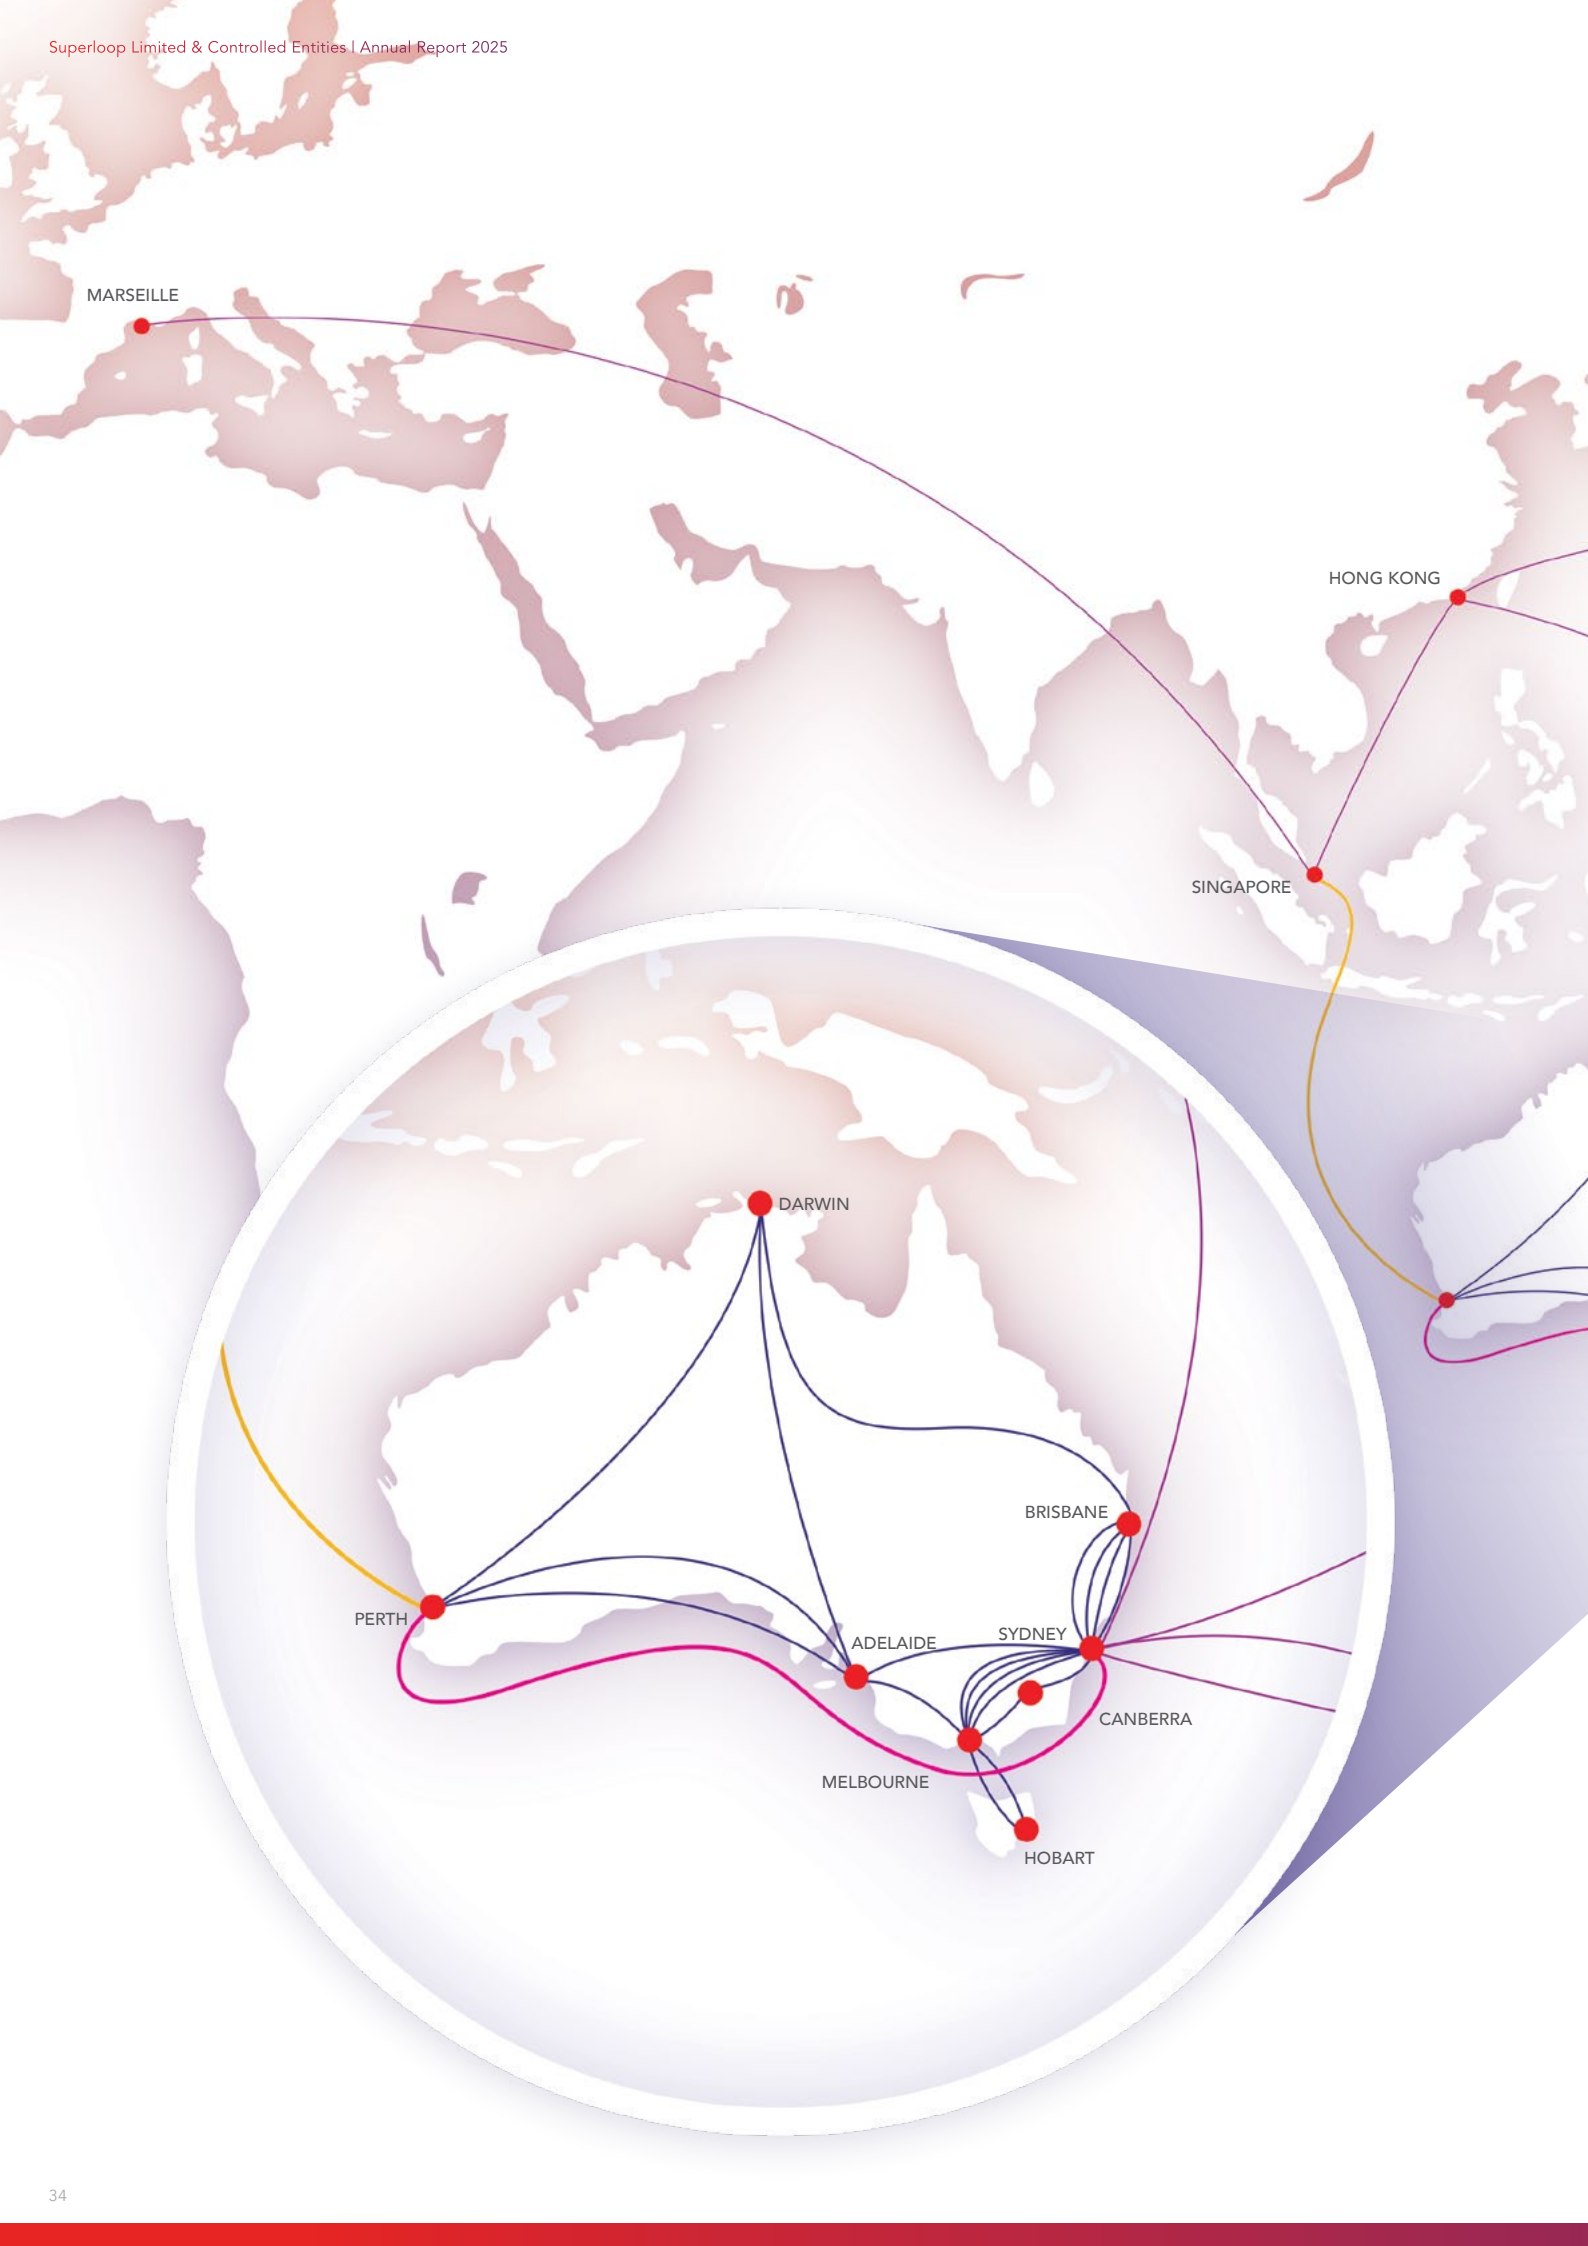 Superloop Limited & Controlled Entities | Annual Report 2025
MARSEILLE
HONG KONG
SINGAPORE
DARWIN
BRISBANE
PERTH
SYDNEY
ADELAIDE
CANBERRA
MELBOURNE
HOBART
34